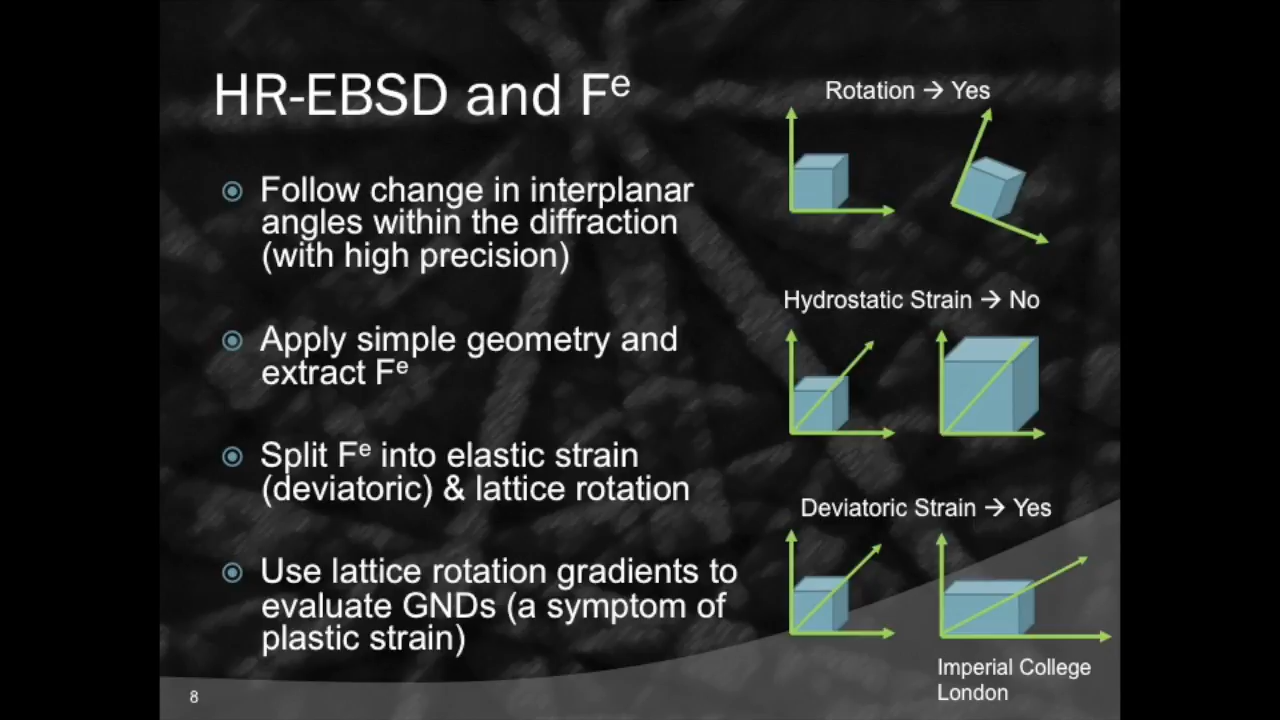 HR-EBSD and Fᵉ
Follow change in interplanar
angles within the diffraction
(with high precision)
Apply simple geometry and
extract Fᵉ
Split Fᵉ into elastic strain
(deviatoric) & lattice rotation
Use lattice rotation gradients to
evaluate GNDs (a symptom of
plastic strain)
Rotation → Yes
Hydrostatic Strain → No
Deviatoric Strain → Yes
Imperial College
London
8